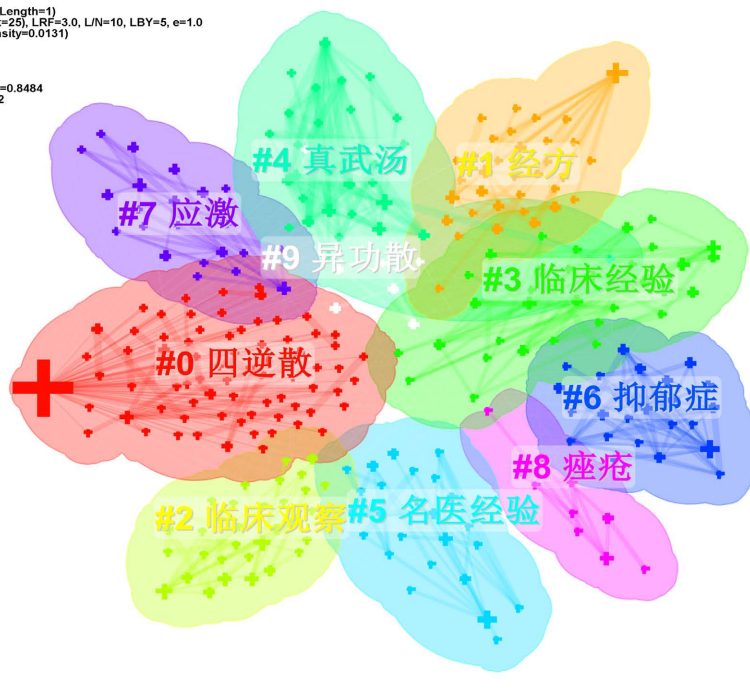 Length=1)
=25), LRF=3.0, L/N=10, LBY=5, e=1.0
sity=0.0131)
=0.8484
2
#4 真武汤
#1 经方
#7 应激
#9 异功散
#3 临床经验
#0 四逆散
#6 抑郁症
#8 痤疮
#2 临床观察
#5 名医经验